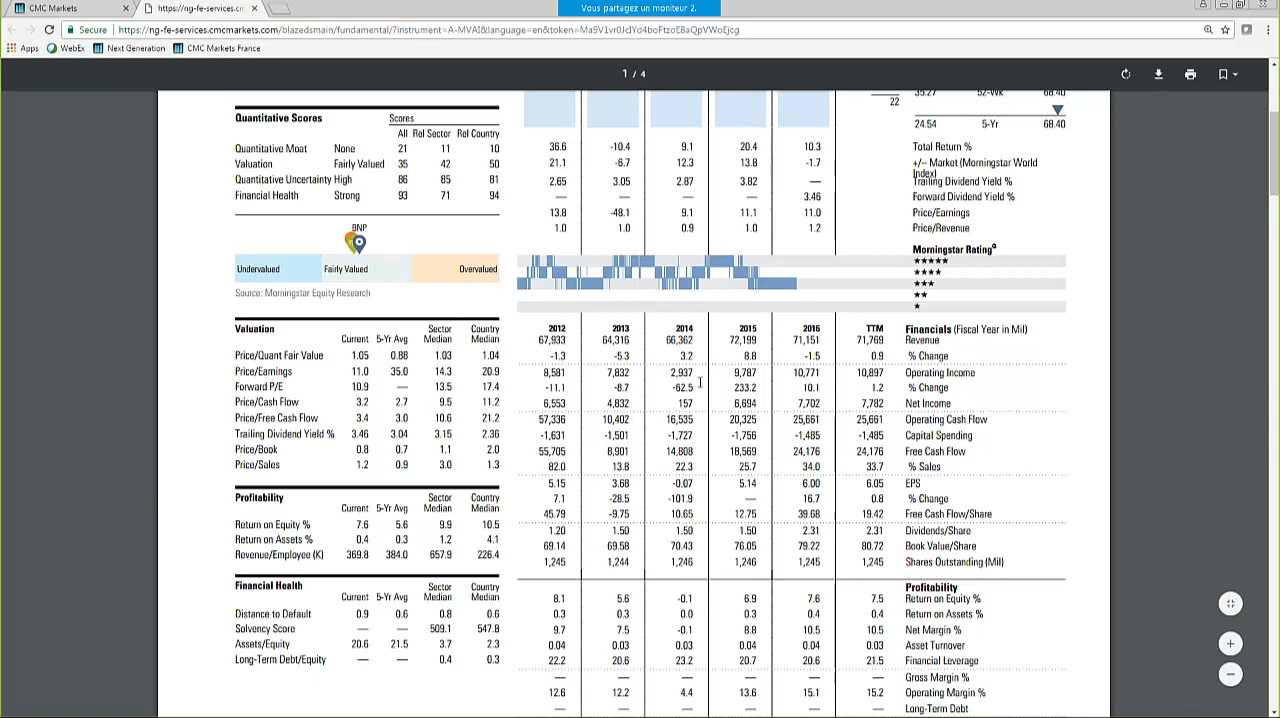 CMC Markets
https://ng-fe-services.cm
Vous partagez un moniteur 2.
Secure https://ng-fe-services.cmcmarkets.com/blazedsmain/fundamental/?instrument=A-MVAI&language=en&token=
Apps WebEx Next Generation CMC Markets France
1 / 4
35.27 52-Wk 68.40
22
24.54 5-Yr 68.40
Quantitative Scores Scores
All Rel Sector Rel Country
Quantitative Moat None 21 11 10
Valuation Fairly Valued 35 42 50
Quantitative Uncertainty High 86 85 81
Financial Health Strong 93 71 94
36.6 -10.4 9.1 20.4 10.3 Total Return %
21.1 -6.7 12.3 13.8 -1.7 +/– Market (Morningstar World Index)
2.65 3.05 2.87 3.82 — Trailing Dividend Yield %
— — — — 3.46 Forward Dividend Yield %
13.8 -48.1 9.1 11.1 11.0 Price/Earnings
1.0 1.0 0.9 1.0 1.2 Price/Revenue
BNP
Undervalued Fairly Valued Overvalued
Source: Morningstar Equity Research
Morningstar Rating Q
★★★★★
★★★★
★★★
★★
★
Valuation
Current 5-Yr Avg Sector Median Country Median
Price/Quant Fair Value 1.05 0.88 1.03 1.04
Price/Earnings 11.0 35.0 14.3 20.9
Forward P/E 10.9 — 13.5 17.4
Price/Cash Flow 3.2 2.7 9.5 11.2
Price/Free Cash Flow 3.4 3.0 10.6 21.2
Trailing Dividend Yield % 3.46 3.04 3.15 2.36
Price/Book 0.8 0.7 1.1 2.0
Price/Sales 1.2 0.9 3.0 1.3
Profitability
Current 5-Yr Avg Sector Median Country Median
Return on Equity % 7.6 5.6 9.9 10.5
Return on Assets % 0.4 0.3 1.2 4.1
Revenue/Employee (K) 369.8 384.0 657.9 226.4
Financial Health
Current 5-Yr Avg Sector Median Country Median
Distance to Default 0.9 0.6 0.8 0.6
Solvency Score — — 509.1 547.8
Assets/Equity 20.6 21.5 3.7 2.3
Long-Term Debt/Equity — — 0.4 0.3
2012 2013 2014 2015 2016 TTM Financials (Fiscal Year in Mil)
67,933 64,316 66,362 72,199 71,151 71,769 Revenue
-1.3 -5.3 3.2 8.8 -1.5 0.9 % Change
8,581 7,832 2,937 9,787 10,771 10,897 Operating Income
-11.1 -8.7 -62.5 233.2 10.1 1.2 % Change
6,553 4,832 157 6,694 7,702 7,782 Net Income
57,336 10,402 16,535 20,325 25,661 25,661 Operating Cash Flow
-1,631 -1,501 -1,727 -1,756 -1,485 -1,485 Capital Spending
55,705 8,901 14,808 18,569 24,176 24,176 Free Cash Flow
82.0 13.8 22.3 25.7 34.0 33.7 % Sales
5.15 3.68 -0.07 5.14 6.00 6.05 EPS
7.1 -28.5 -101.9 — 16.7 0.8 % Change
45.79 -9.75 10.65 12.75 39.68 19.42 Free Cash Flow/Share
1.20 1.50 1.50 1.50 2.31 2.31 Dividends/Share
69.14 69.58 70.43 76.05 79.22 80.72 Book Value/Share
1,245 1,244 1,246 1,246 1,245 1,245 Shares Outstanding (Mil)
Profitability
8.1 5.6 -0.1 6.9 7.6 7.5 Return on Equity %
0.3 0.3 0.0 0.3 0.4 0.4 Return on Assets %
9.7 7.5 -0.1 8.8 10.5 10.5 Net Margin %
0.04 0.03 0.03 0.04 0.04 0.03 Asset Turnover
22.2 20.6 23.2 20.7 20.6 21.5 Financial Leverage
— — — — — — Gross Margin %
12.6 12.2 4.4 13.6 15.1 15.2 Operating Margin %
— — — — — — Long-Term Debt